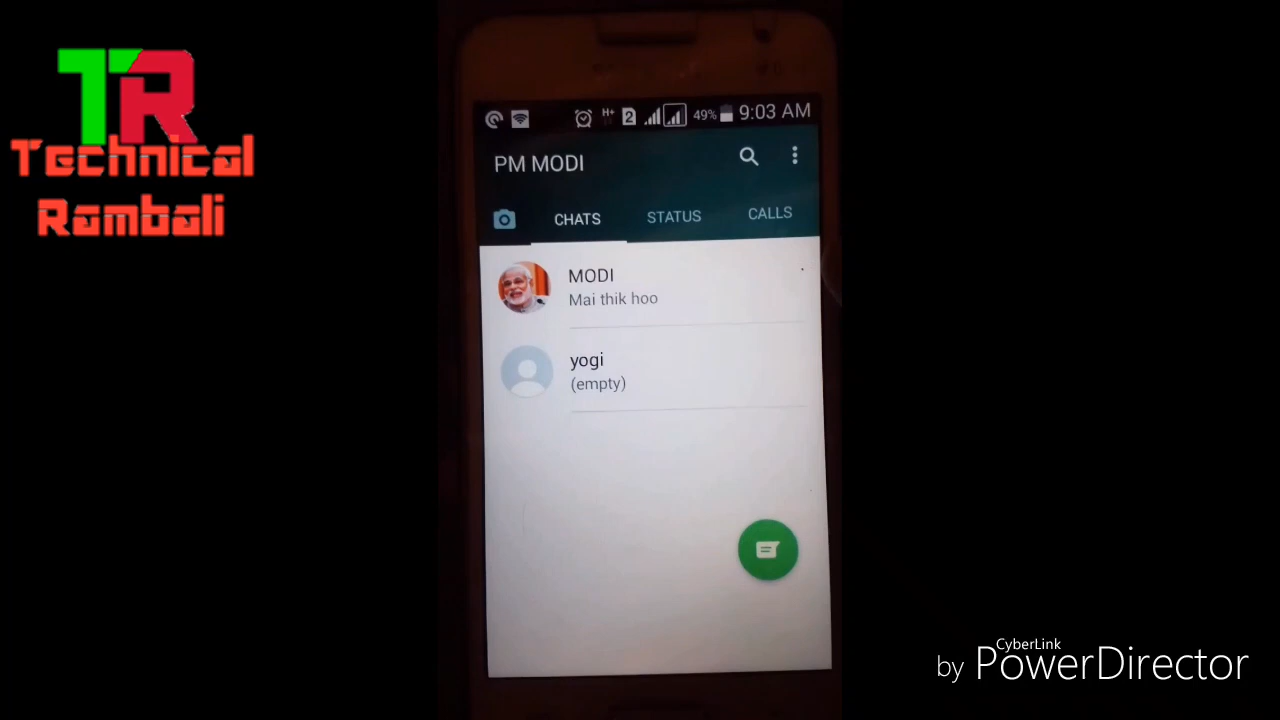 TR
Technical
Rambali
H+
2
49%
9:03 AM
PM MODI
CHATS
STATUS
CALLS
MODI
Mai thik hoo
yogi
(empty)
CyberLink
by PowerDirector